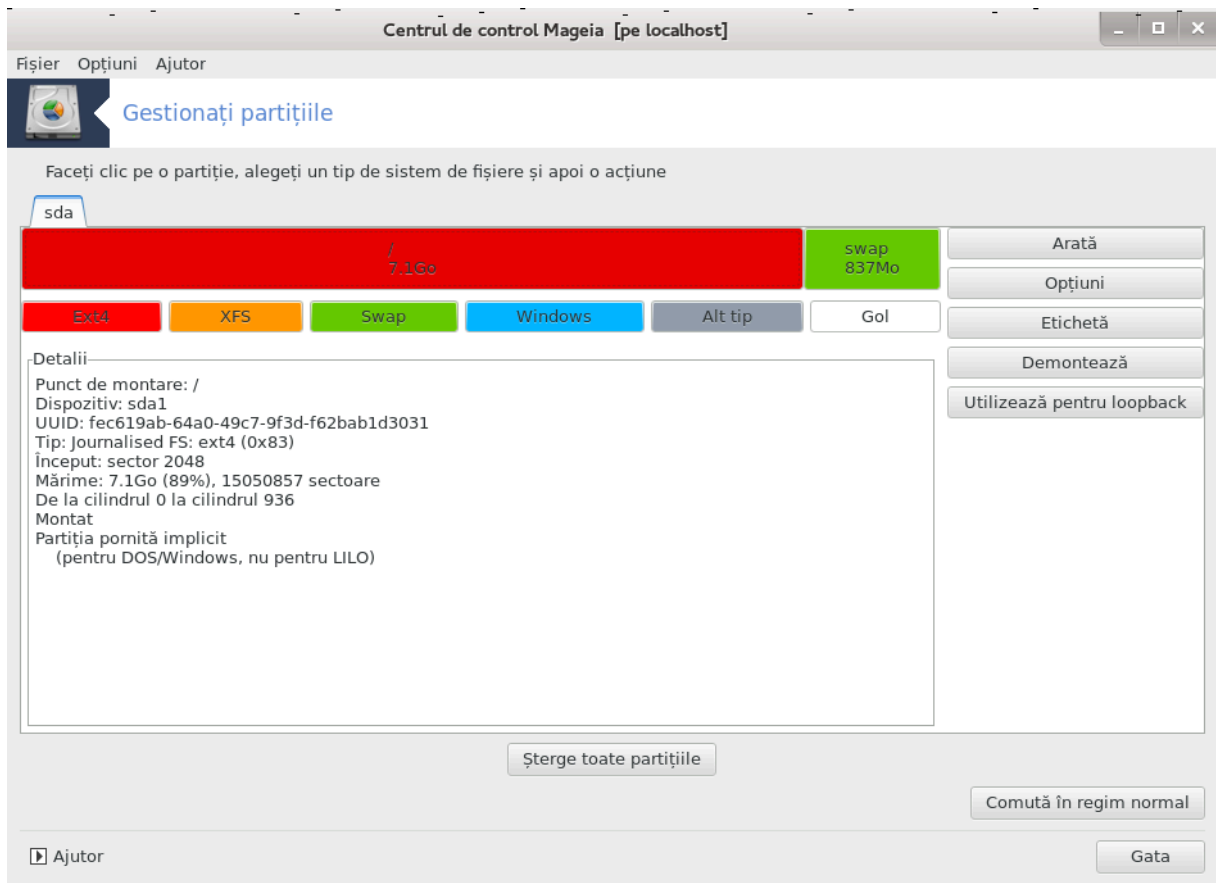 Centrul de control Mageia [pe localhost]
Fișier Opțiuni Ajutor
Gestionați partițiile
Faceți clic pe o partiție, alegeți un tip de sistem de fișiere și apoi o acțiune
sda
/
7.1Go
swap
837Mo
Arată
Opțiuni
Etichetă
Demontează
Utilizează pentru loopback
Ext4 XFS Swap Windows Alt tip Gol
Detalii
Punct de montare: /
Dispozitiv: sda1
UUID: fec619ab-64a0-49c7-9f3d-f62bab1d3031
Tip: Journalised FS: ext4 (0x83)
Început: sector 2048
Mărime: 7.1Go (89%), 15050857 sectoare
De la cilindrul 0 la cilindrul 936
Montat
Partiția pornită implicit
(pentru DOS/Windows, nu pentru LILO)
Șterge toate partițiile
Comută în regim normal
Ajutor
Gata